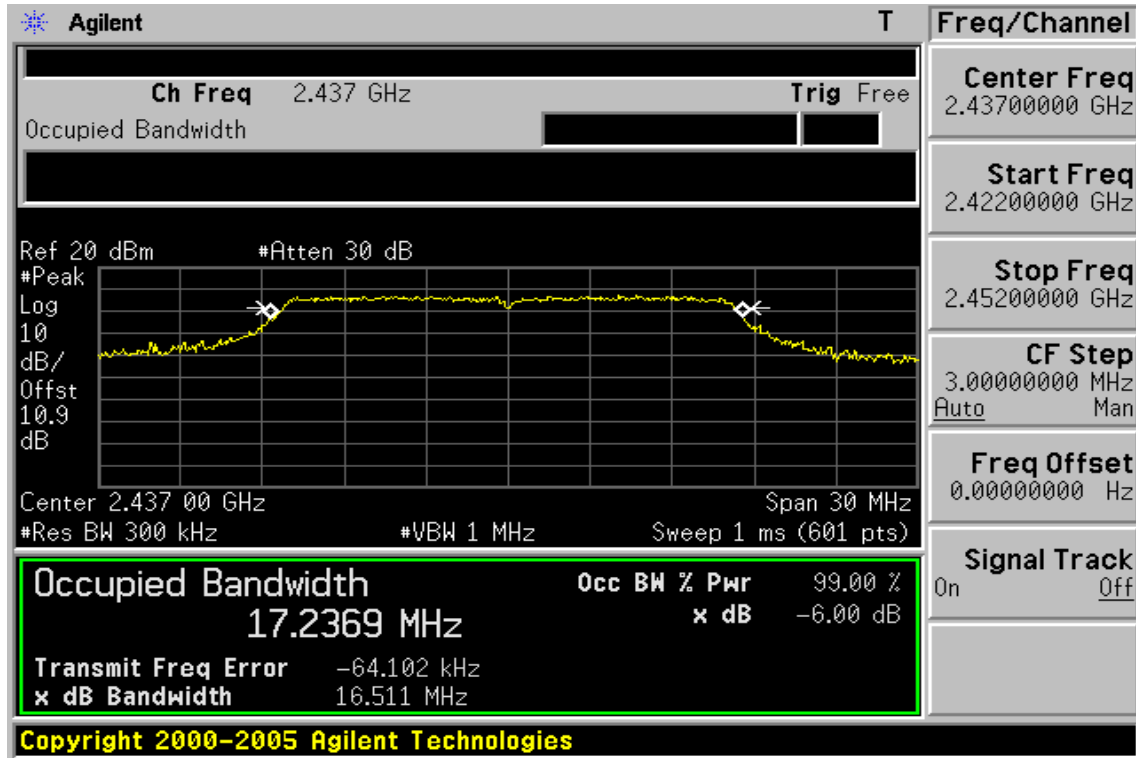 Agilent T
Ch Freq 2.437 GHz Trig Free
Occupied Bandwidth
Ref 20 dBm #Atten 30 dB
#Peak
Log
10
dB/
Offst
10.9
dB
Center 2.437 00 GHz Span 30 MHz
#Res BW 300 kHz #VBW 1 MHz Sweep 1 ms (601 pts)
Occupied Bandwidth Occ BW % Pwr 99.00 %
17.2369 MHz x dB -6.00 dB
Transmit Freq Error -64.102 kHz
x dB Bandwidth 16.511 MHz
Copyright 2000-2005 Agilent Technologies
Freq/Channel
Center Freq
2.43700000 GHz
Start Freq
2.42200000 GHz
Stop Freq
2.45200000 GHz
CF Step
3.00000000 MHz
Auto Man
Freq Offset
0.00000000 Hz
Signal Track
On Off